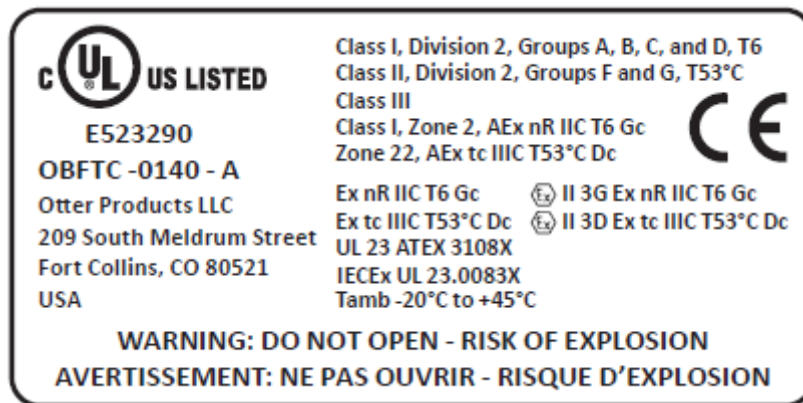 C UL ® US LISTED
E523290
OBFTC -0140 - A
Otter Products LLC
209 South Meldrum Street
Fort Collins, CO 80521
USA
Class I, Division 2, Groups A, B, C, and D, T6
Class II, Division 2, Groups F and G, T53°C
Class III
Class I, Zone 2, AEx nR IIC T6 Gc
Zone 22, AEx tc IIIC T53°C Dc
CE
Ex nR IIC T6 Gc Ex II 3G Ex nR IIC T6 Gc
Ex tc IIIC T53°C Dc Ex II 3D Ex tc IIIC T53°C Dc
UL 23 ATEX 3108X
IECEx UL 23.0083X
Tamb -20°C to +45°C
WARNING: DO NOT OPEN - RISK OF EXPLOSION
AVERTISSEMENT: NE PAS OUVRIR - RISQUE D’EXPLOSION